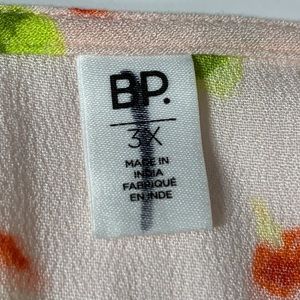 BP.
3X
MADE IN
INDIA
FABRIQUÉ
EN INDE